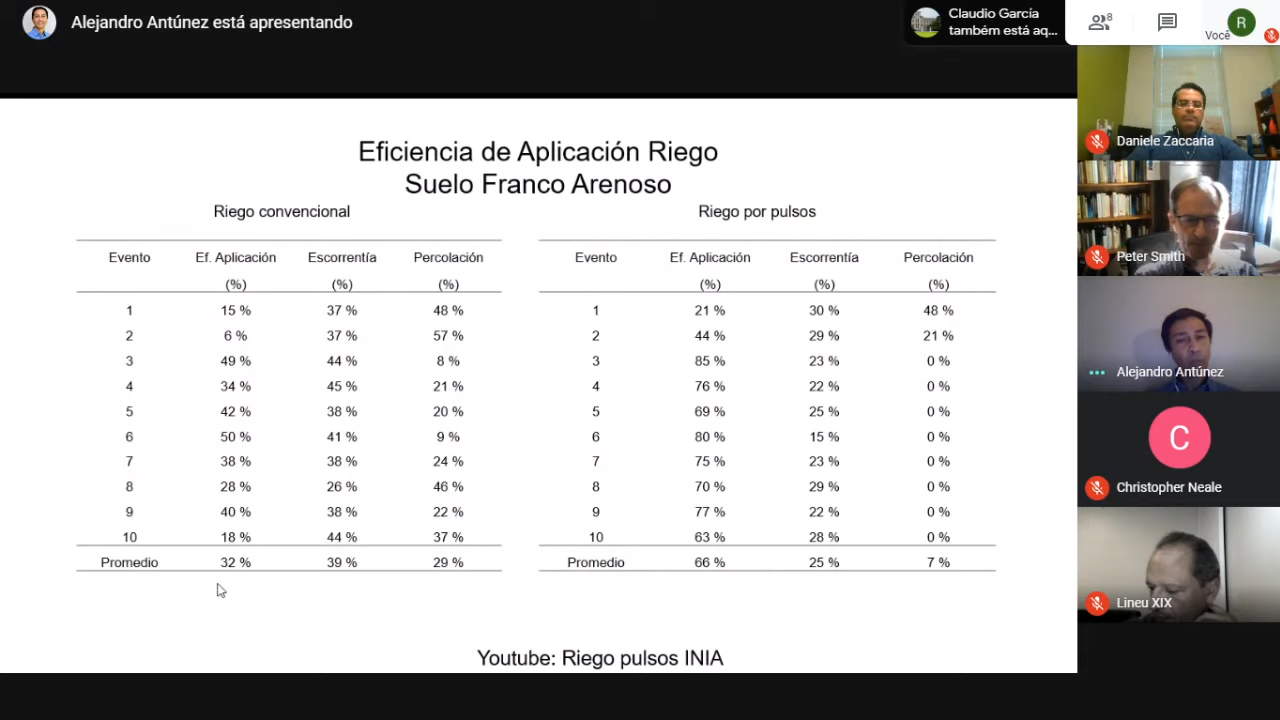 Alejandro Antúnez está apresentando
Claudio García
também está aq...
8
R
Você
Eficiencia de Aplicación Riego
Suelo Franco Arenoso
Riego convencional
Evento Ef. Aplicación Escorrentía Percolación
(%) (%) (%)
1 15 % 37 % 48 %
2 6 % 37 % 57 %
3 49 % 44 % 8 %
4 34 % 45 % 21 %
5 42 % 38 % 20 %
6 50 % 41 % 9 %
7 38 % 38 % 24 %
8 28 % 26 % 46 %
9 40 % 38 % 22 %
10 18 % 44 % 37 %
Promedio 32 % 39 % 29 %
Riego por pulsos
Evento Ef. Aplicación Escorrentía Percolación
(%) (%) (%)
1 21 % 30 % 48 %
2 44 % 29 % 21 %
3 85 % 23 % 0 %
4 76 % 22 % 0 %
5 69 % 25 % 0 %
6 80 % 15 % 0 %
7 75 % 23 % 0 %
8 70 % 29 % 0 %
9 77 % 22 % 0 %
10 63 % 28 % 0 %
Promedio 66 % 25 % 7 %
Youtube: Riego pulsos INIA
Daniele Zaccaria
Peter Smith
Alejandro Antúnez
C
Christopher Neale
Lineu XIX